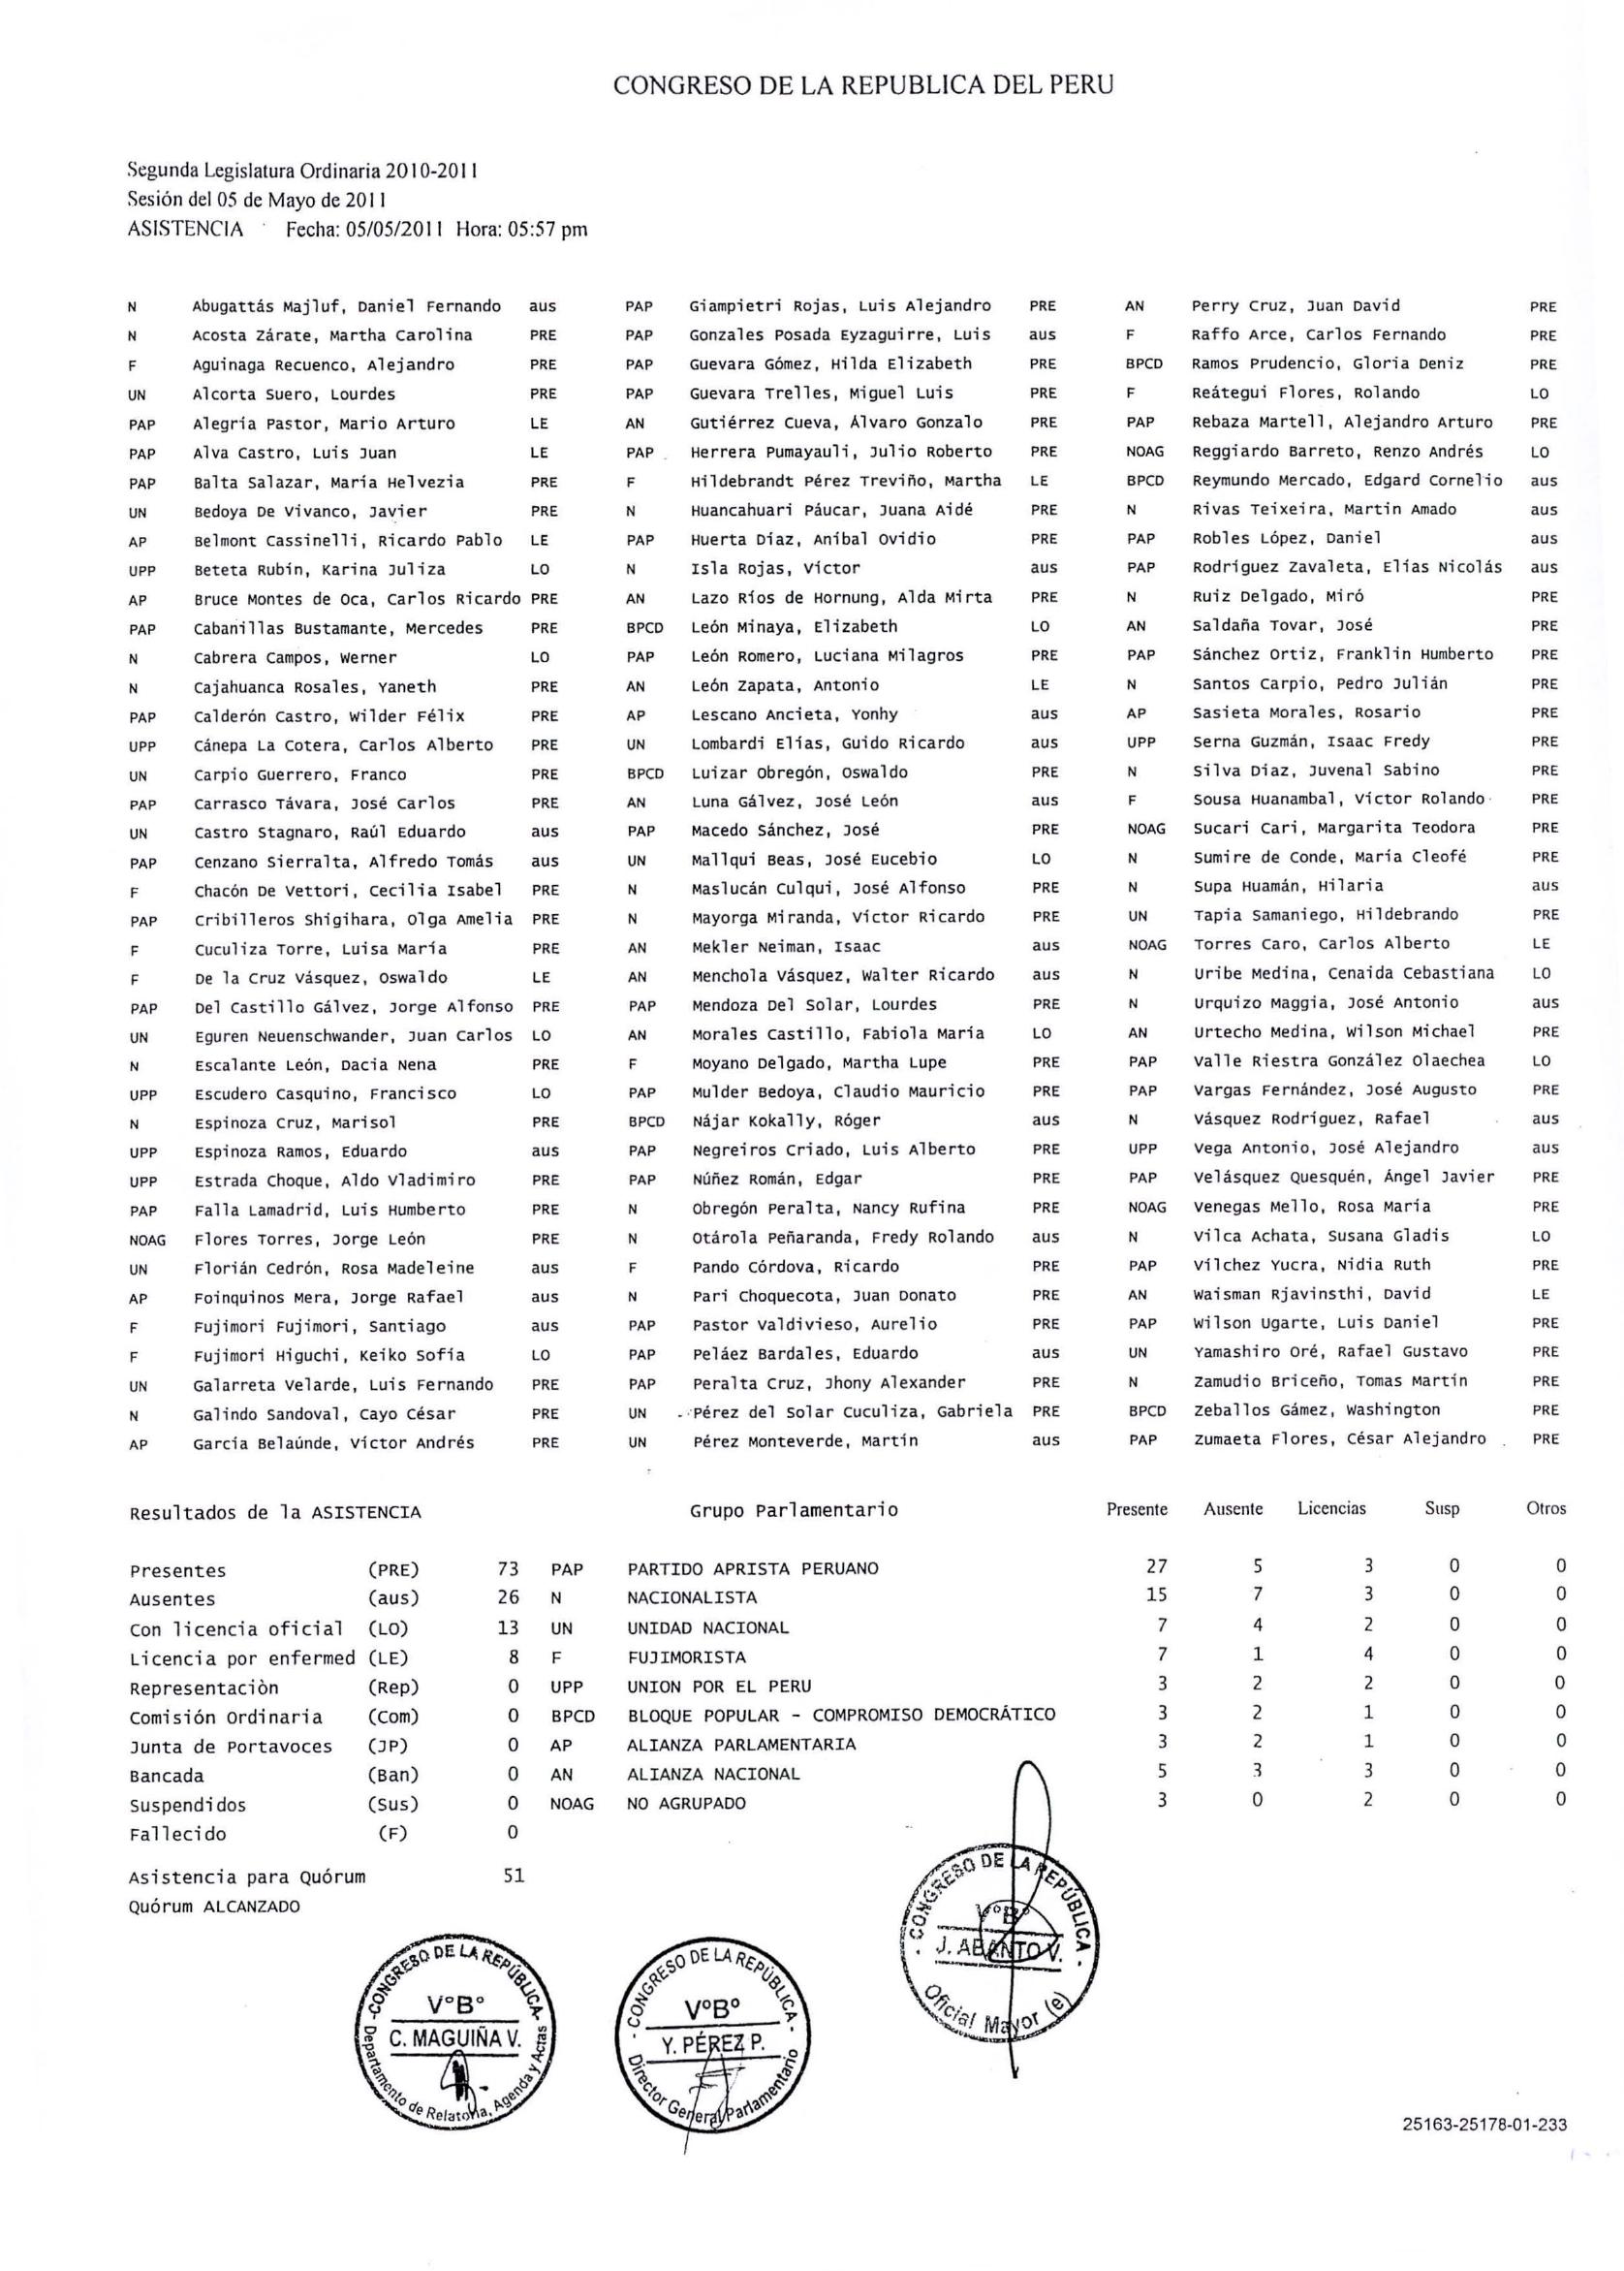 CONGRESO DE LA REPUBLICA DEL PERU
Segunda Legislatura Ordinaria 2010-2011
Sesión del 05 de Mayo de 2011
ASISTENCIA Fecha: 05/05/2011 Hora: 05:57 pm
N Abugattás Majluf, Daniel Fernando aus PAP Giampietri Rojas, Luis Alejandro PRE AN Perry Cruz, Juan David PRE
N Acosta Zárate, Martha Carolina PRE PAP Gonzales Posada Eyzaguirre, Luis aus F Raffo Arce, Carlos Fernando PRE
F Aguinaga Recuenco, Alejandro PRE PAP Guevara Gómez, Hilda Elizabeth PRE BPCD Ramos Prudencio, Gloria Deniz PRE
UN Alcorta Suero, Lourdes PRE PAP Guevara Trelles, Miguel Luis PRE F Reátegui Flores, Rolando LO
PAP Alegría Pastor, Mario Arturo LE AN Gutiérrez Cueva, Álvaro Gonzalo PRE PAP Rebaza Martell, Alejandro Arturo PRE
PAP Alva Castro, Luis Juan LE PAP Herrera Pumayauli, Julio Roberto PRE NOAG Reggiardo Barreto, Renzo Andrés LO
PAP Balta Salazar, María Helvezia PRE F Hildebrandt Pérez Treviño, Martha LE BPCD Reymundo Mercado, Edgard Cornelio aus
UN Bedoya De Vivanco, Javier PRE N Huancahuari Páucar, Juana Aidé PRE N Rivas Teixeira, Martin Amado aus
AP Belmont Cassinelli, Ricardo Pablo LE PAP Huerta Díaz, Aníbal Ovidio PRE PAP Robles López, Daniel aus
UPP Beteta Rubín, Karina Juliza LO N Isla Rojas, Víctor aus PAP Rodríguez Zavaleta, Elías Nicolás aus
AP Bruce Montes de Oca, Carlos Ricardo PRE AN Lazo Ríos de Hornung, Alda Mirta PRE N Ruiz Delgado, Miró PRE
PAP Cabanillas Bustamante, Mercedes PRE BPCD León Minaya, Elizabeth LO AN Saldaña Tovar, José PRE
N Cabrera Campos, Werner LO PAP León Romero, Luciana Milagros PRE PAP Sánchez Ortiz, Franklin Humberto PRE
N Cajahuanca Rosales, Yaneth PRE AN León Zapata, Antonio LE N Santos Carpio, Pedro Julián PRE
PAP Calderón Castro, Wilder Félix PRE AP Lescano Ancieta, Yonhy aus AP Sasieta Morales, Rosario PRE
UPP Cánepa La Cotera, Carlos Alberto PRE UN Lombardi Elías, Guido Ricardo aus UPP Serna Guzmán, Isaac Fredy PRE
UN Carpio Guerrero, Franco PRE BPCD Luizar Obregón, Oswaldo PRE N Silva Díaz, Juvenal Sabino PRE
PAP Carrasco Távara, José Carlos PRE AN Luna Gálvez, José León aus F Sousa Huanambal, Víctor Rolando PRE
UN Castro Stagnaro, Raúl Eduardo aus PAP Macedo Sánchez, José PRE NOAG Sucari Cari, Margarita Teodora PRE
PAP Cenzano Sierralta, Alfredo Tomás aus UN Mallqui Beas, José Eucebio LO N Sumire de Conde, María Cleofé PRE
F Chacón De Vettori, Cecilia Isabel PRE N Maslucán Culqui, José Alfonso PRE N Supa Huamán, Hilaria aus
PAP Cribilleros Shigihara, Olga Amelia PRE N Mayorga Miranda, Víctor Ricardo PRE UN Tapia Samaniego, Hildebrando PRE
F Cuculiza Torre, Luisa María PRE AN Mekler Neiman, Isaac aus NOAG Torres Caro, Carlos Alberto LE
F De la Cruz Vásquez, Oswaldo LE AN Menchola Vásquez, Walter Ricardo aus N Uribe Medina, Cenaida Cebastiana LO
PAP Del Castillo Gálvez, Jorge Alfonso PRE PAP Mendoza Del Solar, Lourdes PRE N Urquizo Maggia, José Antonio aus
UN Eguren Neuenschwander, Juan Carlos LO AN Morales Castillo, Fabiola María LO AN Urtecho Medina, Wilson Michael PRE
N Escalante León, Dacia Nena PRE F Moyano Delgado, Martha Lupe PRE PAP Valle Riestra González Olaechea LO
UPP Escudero Casquino, Francisco LO PAP Mulder Bedoya, Claudio Mauricio PRE PAP Vargas Fernández, José Augusto PRE
N Espinoza Cruz, Marisol PRE BPCD Nájar Kokally, Róger aus N Vásquez Rodríguez, Rafael aus
UPP Espinoza Ramos, Eduardo aus PAP Negreiros Criado, Luis Alberto PRE UPP Vega Antonio, José Alejandro aus
UPP Estrada Choque, Aldo Vladimiro PRE PAP Núñez Román, Edgar PRE PAP Velásquez Quesquén, Ángel Javier PRE
PAP Falla Lamadrid, Luis Humberto PRE N Obregón Peralta, Nancy Rufina PRE NOAG Venegas Mello, Rosa María PRE
NOAG Flores Torres, Jorge León PRE N Otárola Peñaranda, Fredy Rolando aus N Vilca Achata, Susana Gladis LO
UN Florián Cedrón, Rosa Madeleine aus F Pando Córdova, Ricardo PRE PAP Vílchez Yucra, Nidia Ruth PRE
AP Foinquinos Mera, Jorge Rafael aus N Pari Choquecota, Juan Donato PRE AN Waisman Rjavinsthi, David LE
F Fujimori Fujimori, Santiago aus PAP Pastor Valdivieso, Aurelio PRE PAP Wilson Ugarte, Luis Daniel PRE
F Fujimori Higuchi, Keiko Sofía LO PAP Peláez Bardales, Eduardo aus UN Yamashiro Oré, Rafael Gustavo PRE
UN Galarreta Velarde, Luis Fernando PRE PAP Peralta Cruz, Jhony Alexander PRE N Zamudio Briceño, Tomas Martín PRE
N Galindo Sandoval, Cayo César PRE UN Pérez del Solar Cuculiza, Gabriela PRE BPCD Zeballos Gámez, Washington PRE
AP García Belaúnde, Víctor Andrés PRE UN Pérez Monteverde, Martín aus PAP Zumaeta Flores, César Alejandro PRE
Resultados de la ASISTENCIA Grupo Parlamentario Presente Ausente Licencias Susp Otros
Presentes (PRE) 73 PAP PARTIDO APRISTA PERUANO 27 5 3 0 0
Ausentes (aus) 26 N NACIONALISTA 15 7 3 0 0
Con licencia oficial (LO) 13 UN UNIDAD NACIONAL 7 4 2 0 0
Licencia por enfermed (LE) 8 F FUJIMORISTA 7 1 4 0 0
Representaciòn (Rep) 0 UPP UNION POR EL PERU 3 2 2 0 0
Comisión Ordinaria (Com) 0 BPCD BLOQUE POPULAR - COMPROMISO DEMOCRÁTICO 3 2 1 0 0
Junta de Portavoces (JP) 0 AP ALIANZA PARLAMENTARIA 3 2 1 0 0
Bancada (Ban) 0 AN ALIANZA NACIONAL 5 3 3 0 0
Suspendidos (Sus) 0 NOAG NO AGRUPADO 3 0 2 0 0
Fallecido (F) 0
Asistencia para Quórum 51
Quórum ALCANZADO
-CONGRESO DE LA REPÚBLICA-
V°B°
C. MAGUIÑA V.
Departamento de Relatoría, Agenda y Actas
- CONGRESO DE LA REPÚBLICA -
V°B°
Y. PÉREZ P.
Director General Parlamentario
- CONGRESO DE LA REPÚBLICA -
V°B°
J. ABANTO V.
Oficial Mayor (e)
25163-25178-01-233